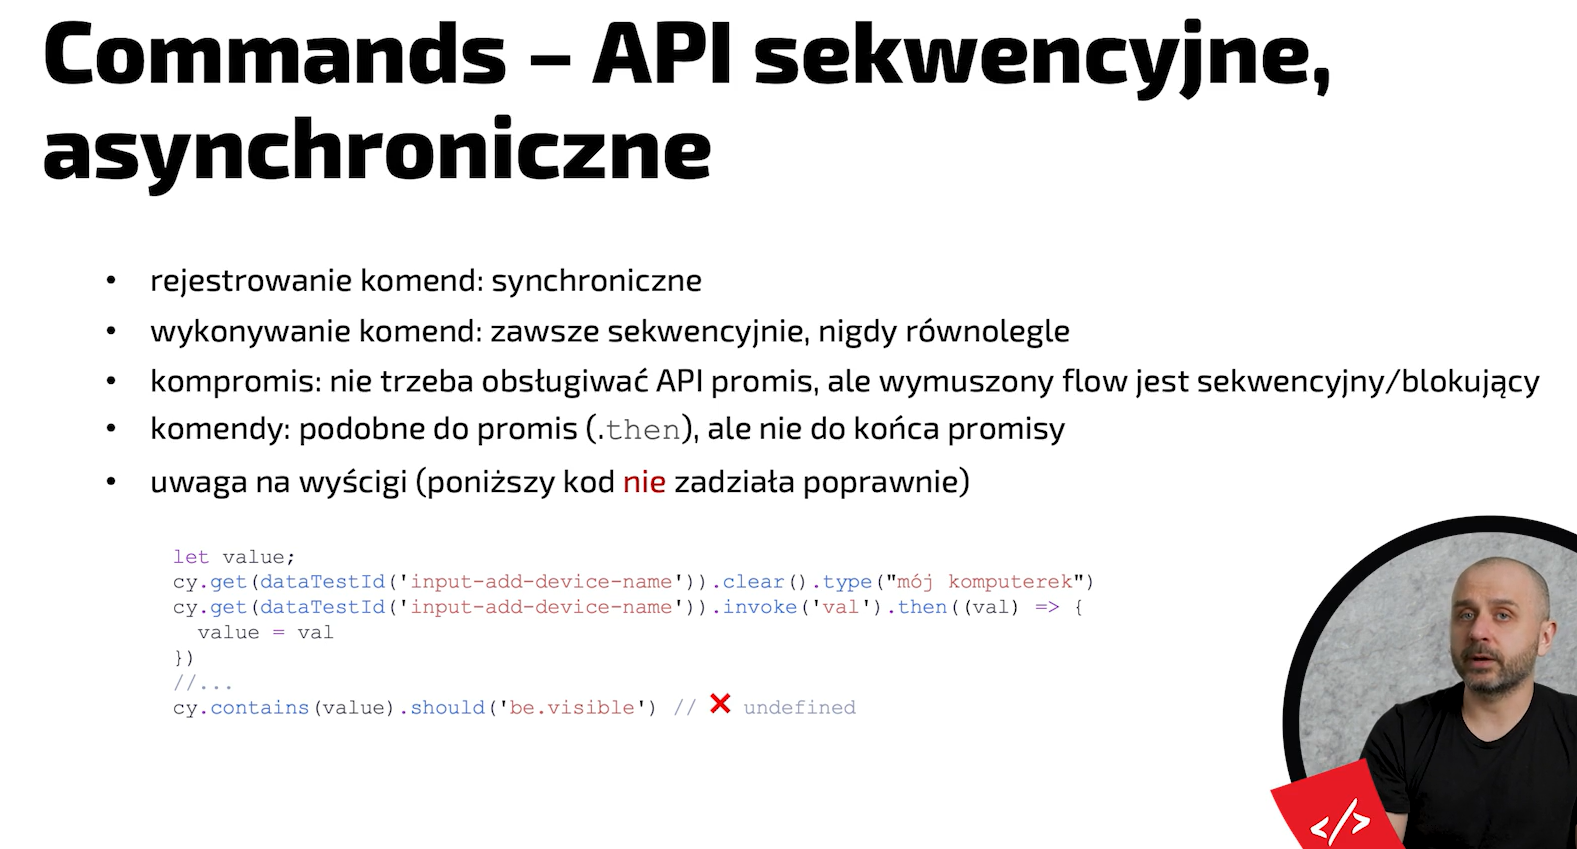 Commands – API sekwencyjne,
asynchroniczne
• rejestrowanie komend: synchroniczne
• wykonywanie komend: zawsze sekwencyjnie, nigdy równolegle
• kompromis: nie trzeba obsługiwać API promis, ale wymuszony flow jest sekwencyjny/blokujący
• komendy: podobne do promis (.then), ale nie do końca promisy
• uwaga na wyścigi (poniższy kod nie zadziała poprawnie)
let value;
cy.get(dataTestId('input-add-device-name')).clear().type("mój komputerek")
cy.get(dataTestId('input-add-device-name')).invoke('val').then((val) => {
  value = val
})
//...
cy.contains(value).should('be.visible') // ❌ undefined
</>